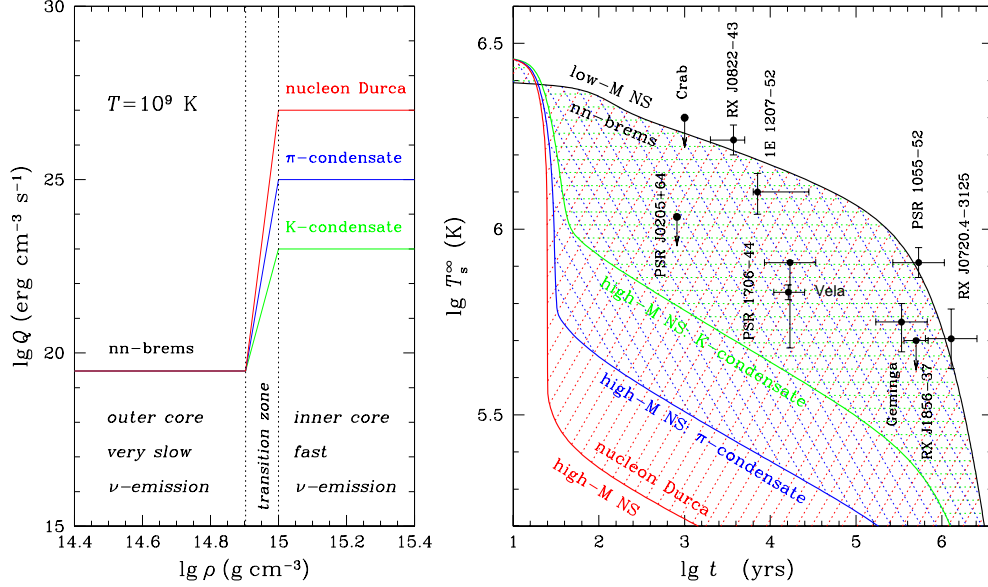 30
25
20
15
lg Q (erg cm⁻³ s⁻¹)
T=10⁹ K
nucleon Durca
π-condensate
K-condensate
nn-brems
outer core
very slow
ν-emission
transition zone
inner core
fast
ν-emission
14.4
14.6
14.8
15
15.2
15.4
lg ρ (g cm⁻³)
6.5
6
5.5
lg T_s^∞ (K)
low-M NS
nn-brems
Crab
RX J0822-43
1E 1207-52
PSR J0205+64
PSR 1706-44
Vela
PSR 1055-52
RX J0720.4-3125
Geminga
RX J1856-37
high-M NS: K-condensate
high-M NS: π-condensate
nucleon Durca
high-M NS
1
2
3
4
5
6
lg t (yrs)